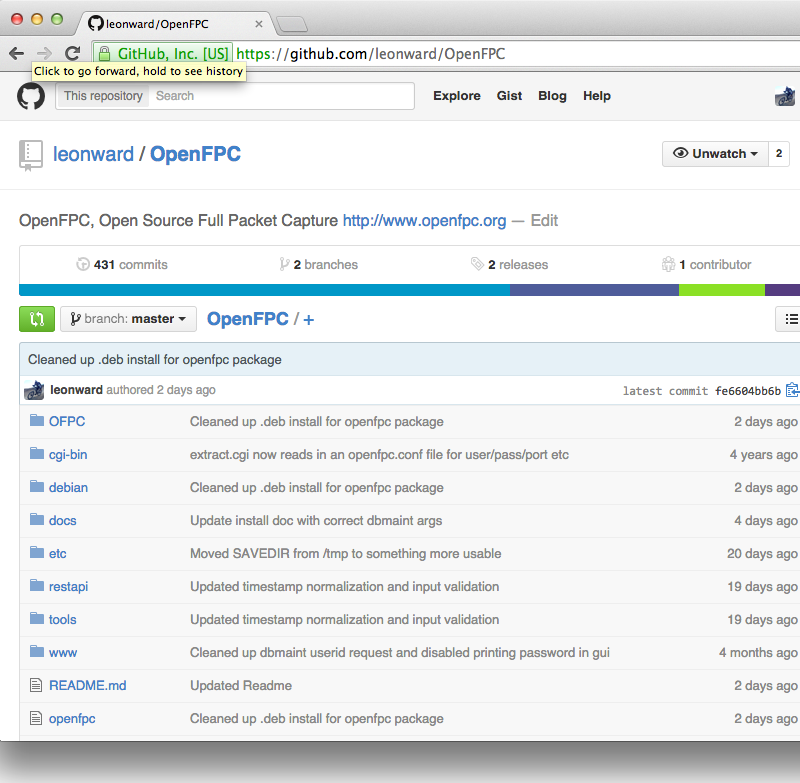 leonward/OpenFPC
GitHub, Inc. [US] https://github.com/leonward/OpenFPC
Click to go forward, hold to see history
This repository Search Explore Gist Blog Help
leonward / OpenFPC Unwatch 2
OpenFPC, Open Source Full Packet Capture http://www.openfpc.org — Edit
431 commits 2 branches 2 releases 1 contributor
branch: master OpenFPC / +
Cleaned up .deb install for openfpc package
leonward authored 2 days ago latest commit fe6604bb6b
OFPC Cleaned up .deb install for openfpc package 2 days ago
cgi-bin extract.cgi now reads in an openfpc.conf file for user/pass/port etc 4 years ago
debian Cleaned up .deb install for openfpc package 2 days ago
docs Update install doc with correct dbmaint args 4 days ago
etc Moved SAVEDIR from /tmp to something more usable 20 days ago
restapi Updated timestamp normalization and input validation 19 days ago
tools Updated timestamp normalization and input validation 19 days ago
www Cleaned up dbmaint userid request and disabled printing password in gui 4 months ago
README.md Updated Readme 2 days ago
openfpc Cleaned up .deb install for openfpc package 2 days ago